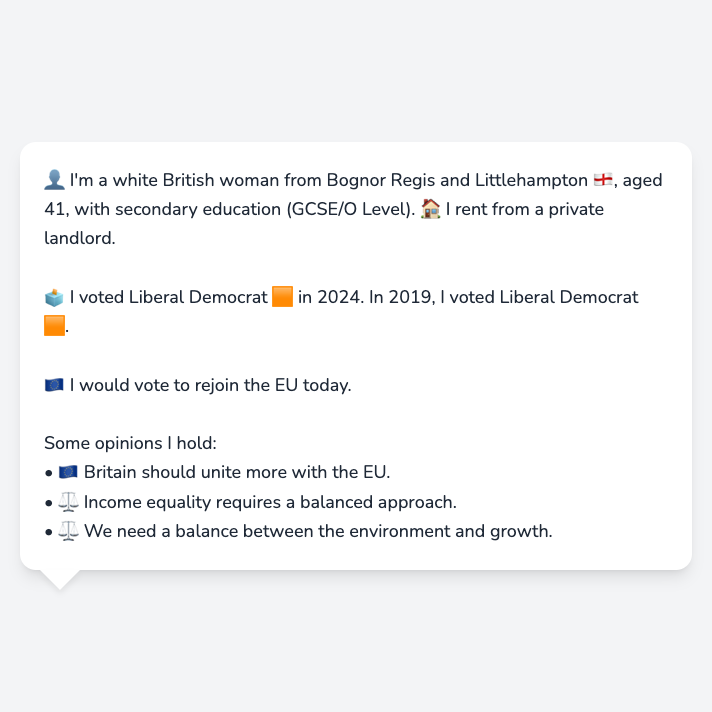 👤 I'm a white British woman from Bognor Regis and Littlehampton 🏴󠁧󠁢󠁥󠁮󠁧󠁿, aged
41, with secondary education (GCSE/O Level). 🏠 I rent from a private
landlord.
🗳️ I voted Liberal Democrat 🟧 in 2024. In 2019, I voted Liberal Democrat
🟧.
🇪🇺 I would vote to rejoin the EU today.
Some opinions I hold:
• 🇪🇺 Britain should unite more with the EU.
• ⚖️ Income equality requires a balanced approach.
• ⚖️ We need a balance between the environment and growth.